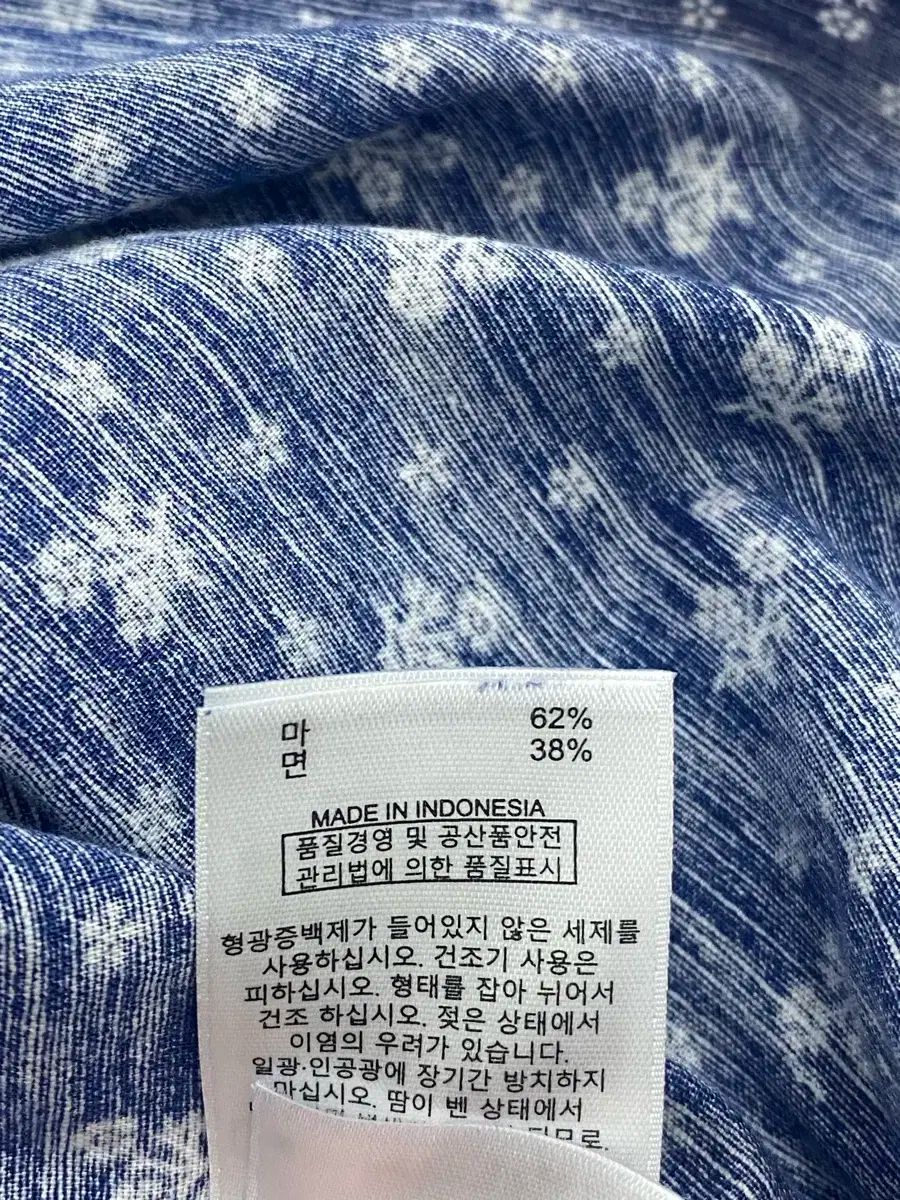 마 62%
면 38%
MADE IN INDONESIA
품질경영 및 공산품안전
관리법에 의한 품질표시
형광증백제가 들어있지 않은 세제를
사용하십시오. 건조기 사용은
피하십시오. 형태를 잡아 뉘어서
건조 하십시오. 젖은 상태에서
이염의 우려가 있습니다.
일광·인공광에 장기간 방치하지
마십시오. 땀이 벤 상태에서
되므로.